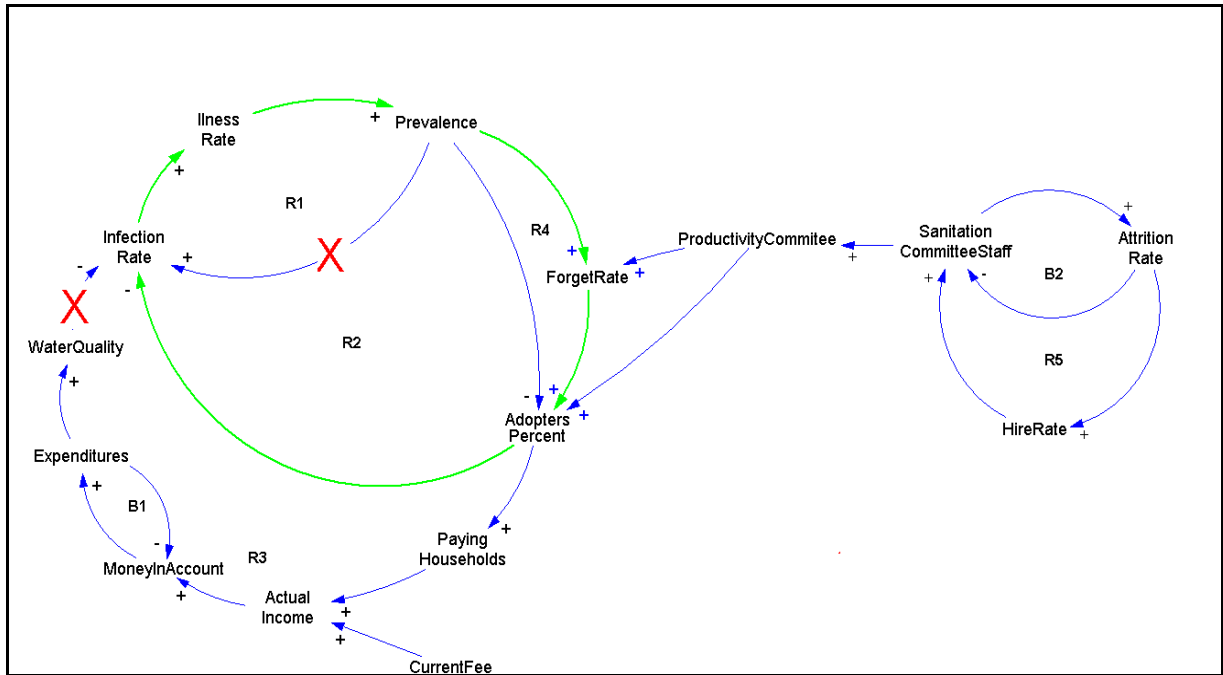 Ilness
Rate
+
Prevalence
+
R1
Infection
Rate
+
-
-
X
R4
+
ForgetRate
+
ProductivityCommitee
+
Sanitation
CommitteeStaff
+
-
B2
+
Attrition
Rate
X
WaterQuality
+
R2
R5
HireRate
+
-
+
+
Adopters
Percent
Expenditures
+
B1
-
MoneyInAccount
+
R3
Paying
Households
+
Actual
Income
+
+
CurrentFee